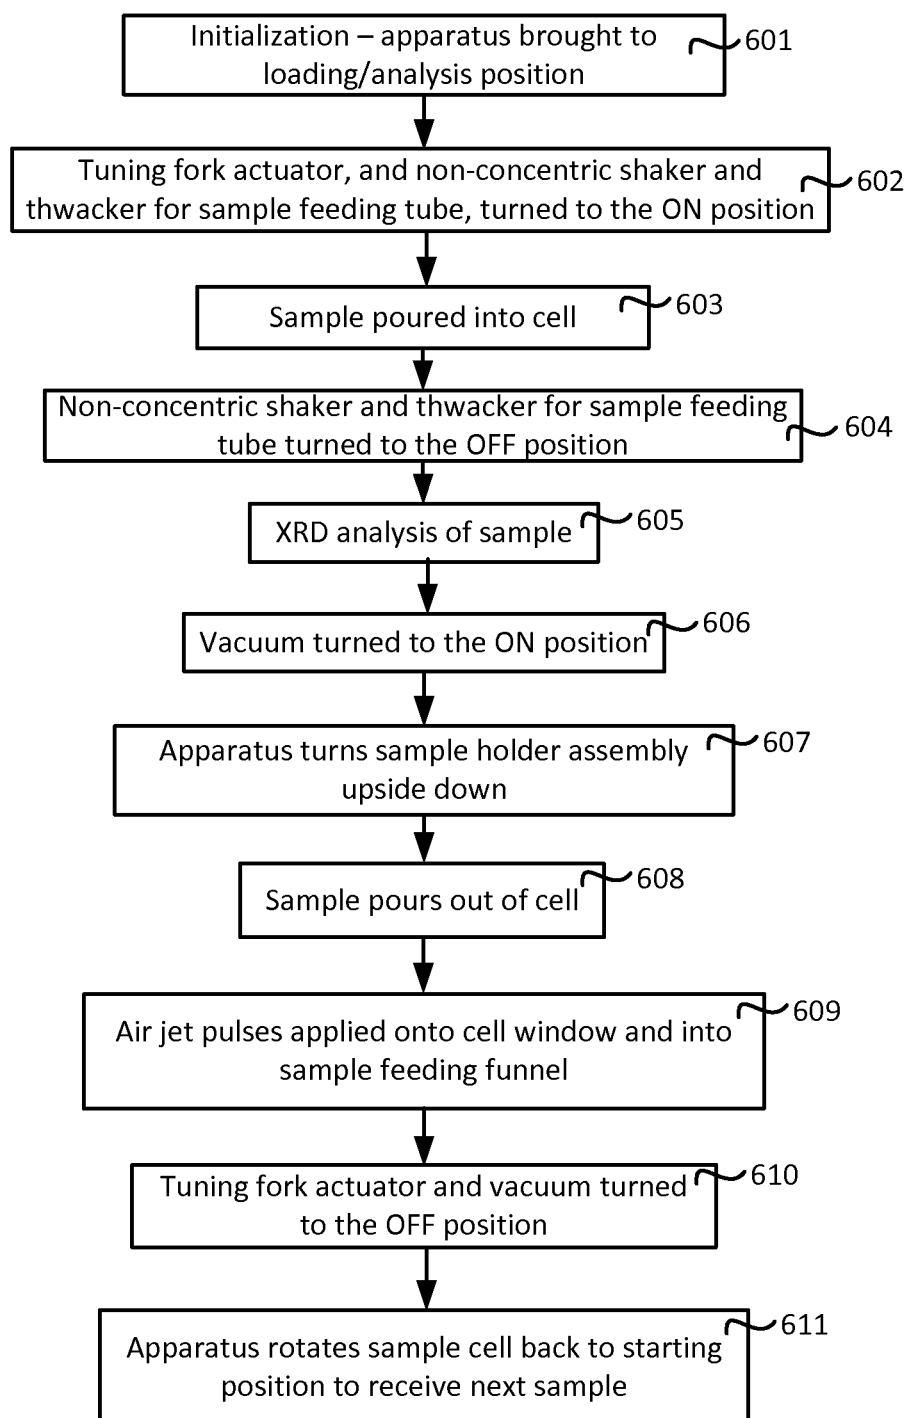 Initialization – apparatus brought to
loading/analysis position
601
Tuning fork actuator, and non-concentric shaker and
thwacker for sample feeding tube, turned to the ON position
602
Sample poured into cell
603
Non-concentric shaker and thwacker for sample feeding
tube turned to the OFF position
604
XRD analysis of sample
605
Vacuum turned to the ON position
606
Apparatus turns sample holder assembly
upside down
607
Sample pours out of cell
608
Air jet pulses applied onto cell window and into
sample feeding funnel
609
Tuning fork actuator and vacuum turned
to the OFF position
610
Apparatus rotates sample cell back to starting
position to receive next sample
611